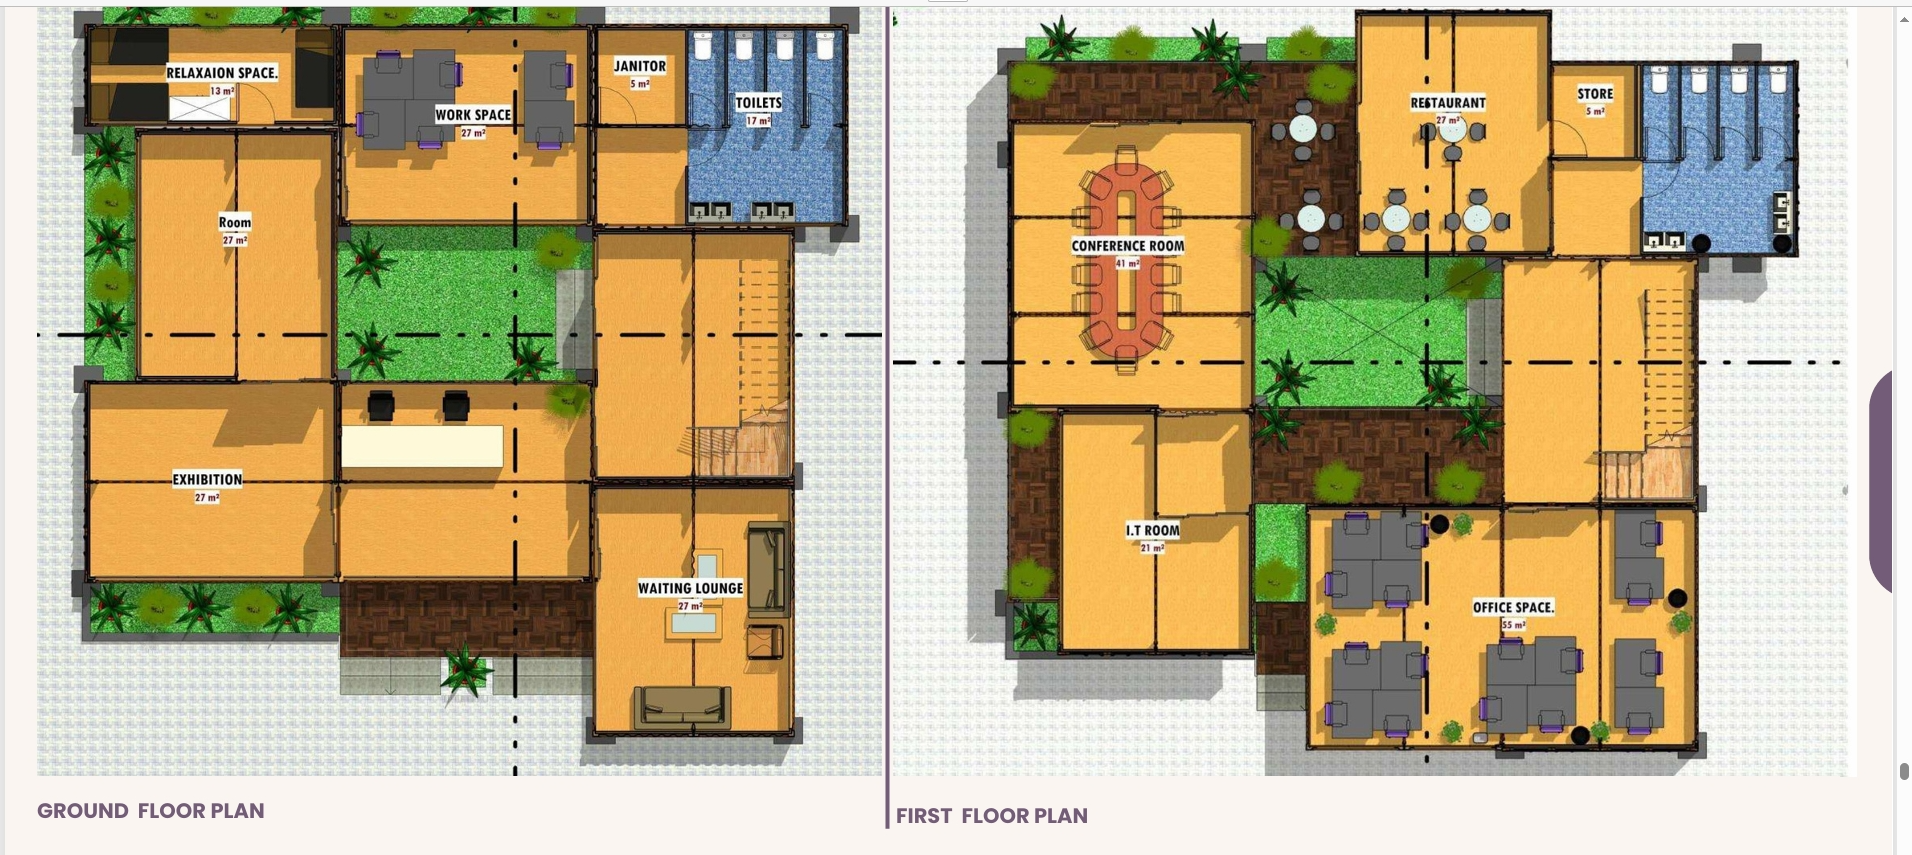 RELAXAION SPACE.
13 m²
WORK SPACE
27 m²
JANITOR
5 m²
TOILETS
17 m²
Room
27 m²
EXHIBITION
27 m²
WAITING LOUNGE
27 m²
GROUND FLOOR PLAN
RESTAURANT
27 m²
STORE
5 m²
CONFERENCE ROOM
41 m²
I.T ROOM
21 m²
OFFICE SPACE.
55 m²
FIRST FLOOR PLAN